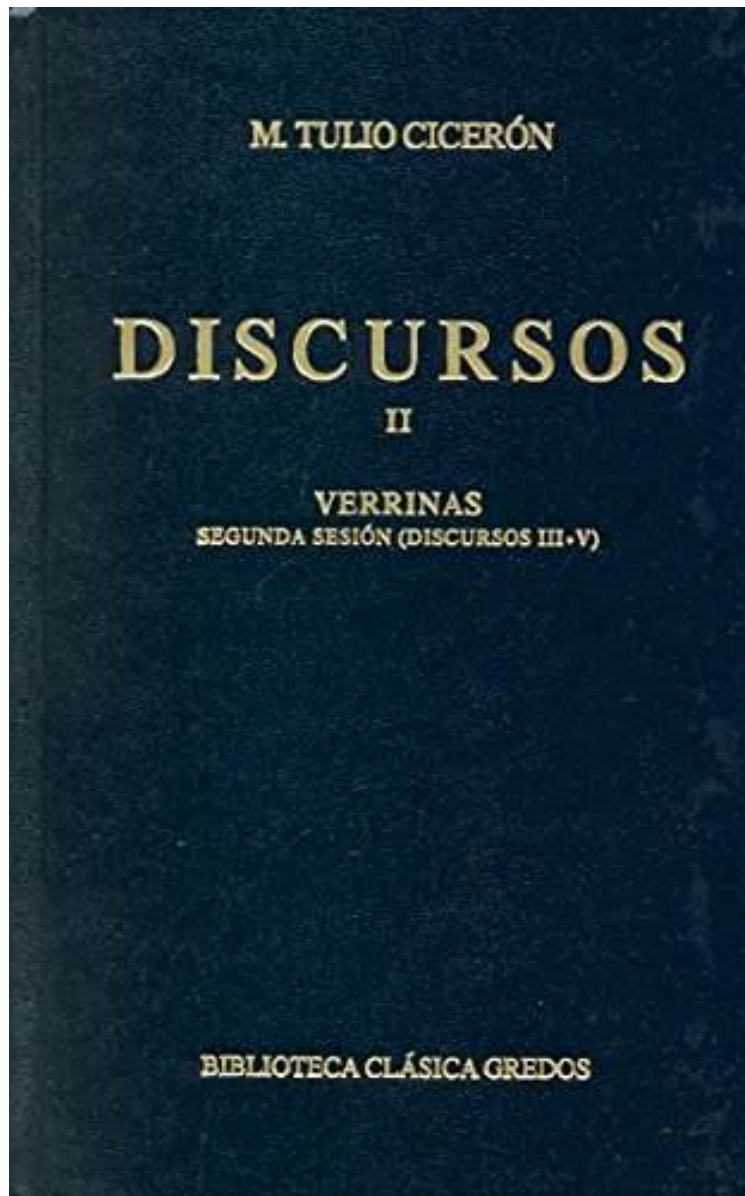 M. TULIO CICERÓN
DISCURSOS
II
VERRINAS
SEGUNDA SESIÓN (DISCURSOS III•V)
BIBLIOTECA CLÁSICA GREDOS